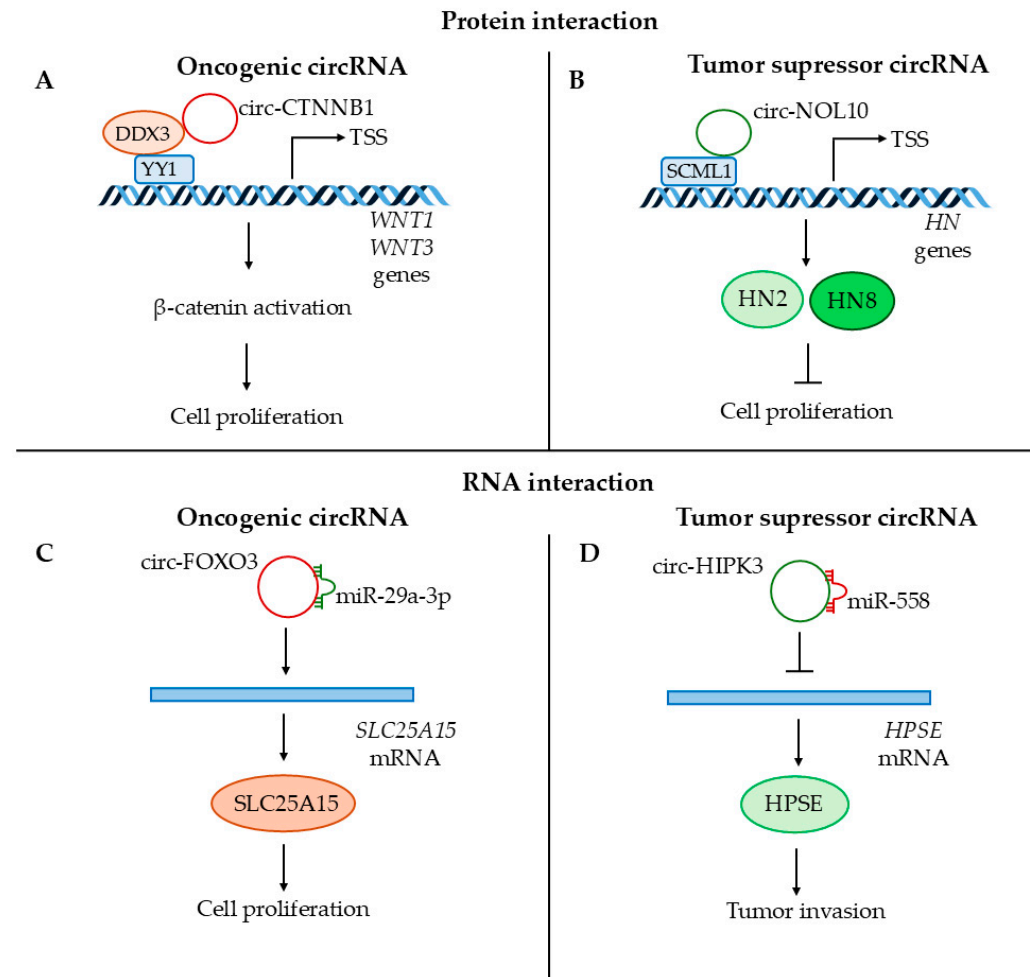 Protein interaction
A
Oncogenic circRNA
circ-CTNNB1
DDX3
TSS
YY1
WNT1
WNT3
genes
β-catenin activation
Cell proliferation
B
Tumor supressor circRNA
circ-NOL10
TSS
SCML1
HN
genes
HN2
HN8
Cell proliferation
RNA interaction
C
Oncogenic circRNA
circ-FOXO3
miR-29a-3p
SLC25A15
mRNA
SLC25A15
Cell proliferation
D
Tumor supressor circRNA
circ-HIPK3
miR-558
HPSE
mRNA
HPSE
Tumor invasion